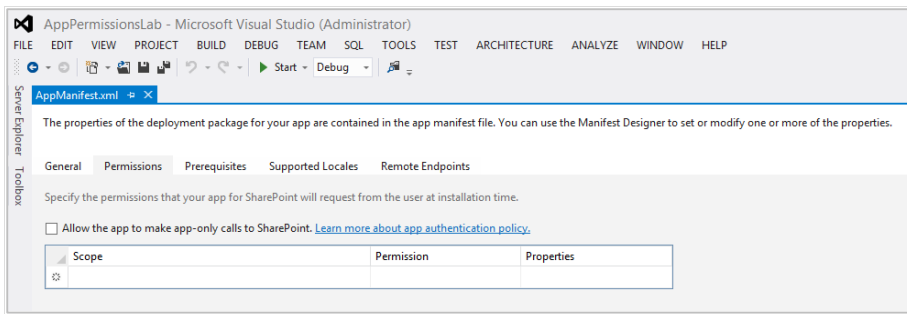 AppPermissionsLab - Microsoft Visual Studio (Administrator)
FILE EDIT VIEW PROJECT BUILD DEBUG TEAM SQL TOOLS TEST ARCHITECTURE ANALYZE WINDOW HELP
Start Debug
Server Explorer
Toolbox
AppManifest.xml
The properties of the deployment package for your app are contained in the app manifest file. You can use the Manifest Designer to set or modify one or more of the properties.
General Permissions Prerequisites Supported Locales Remote Endpoints
Specify the permissions that your app for SharePoint will request from the user at installation time.
Allow the app to make app-only calls to SharePoint. Learn more about app authentication policy.
Scope Permission Properties